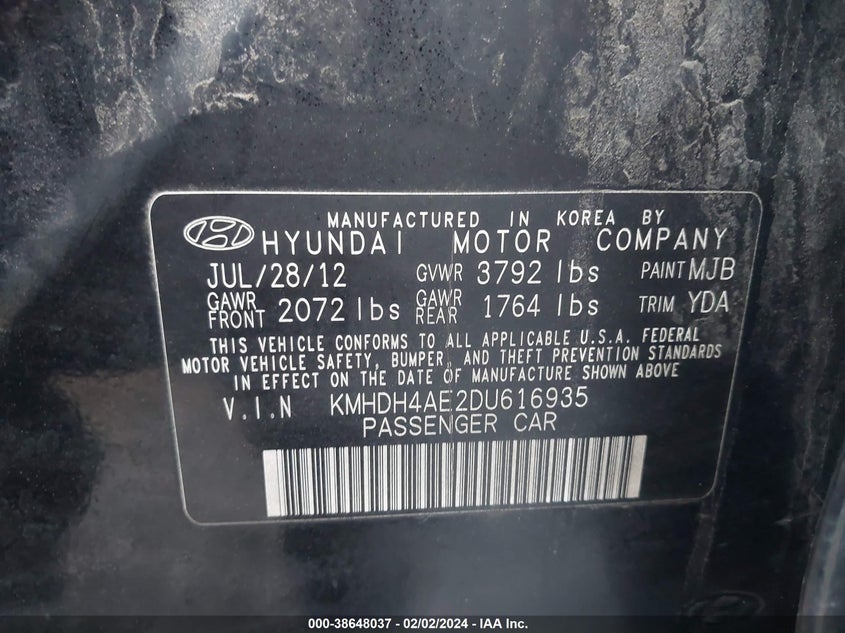 MANUFACTURED IN KOREA BY
HYUNDAI MOTOR COMPANY
JUL/28/12 GVWR 3792 lbs PAINT MJB
GAWR FRONT 2072 lbs GAWR REAR 1764 lbs TRIM YDA
THIS VEHICLE CONFORMS TO ALL APPLICABLE U.S.A. FEDERAL
MOTOR VEHICLE SAFETY, BUMPER, AND THEFT PREVENTION STANDARDS
IN EFFECT ON THE DATE OF MANUFACTURE SHOWN ABOVE
V.I.N KMHDH4AE2DU616935
PASSENGER CAR
000-38648037 - 02/02/2024 - IAA Inc.